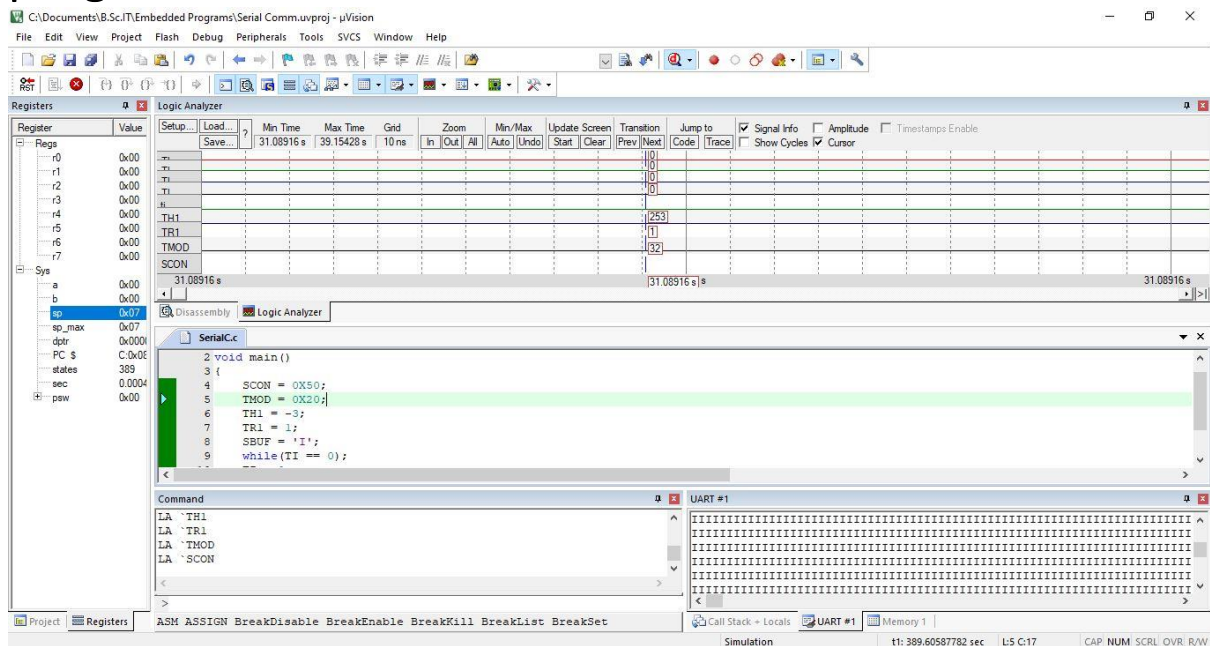 C:\Documents\B.Sc.IT\Embedded Programs\Serial Comm.uvproj - µVision
File Edit View Project Flash Debug Peripherals Tools SVCS Window Help
RST
Registers
Logic Analyzer
Register Value
Regs
r0 0x00
r1 0x00
r2 0x00
r3 0x00
r4 0x00
r5 0x00
r6 0x00
r7 0x00
Sys
a 0x00
b 0x00
sp 0x07
sp_max 0x07
dptr 0x000
PC $ C:0x08
states 389
sec 0.0004
psw 0x00
Setup... Load... ? Min Time Max Time Grid Zoom Min/Max Update Screen Transition Jump to Signal Info Amplitude Timestamps Enable
Save... 31.08916 s 39.15428 s 10 ns In Out All Auto Undo Start Clear Prev Next Code Trace Show Cycles Cursor
0
0
0
0
TH1 253
TR1 1
TMOD 32
SCON
31.08916 s 31.08916 s s 31.08916 s
Disassembly Logic Analyzer
SerialC.c
2 void main()
3 {
4 SCON = 0X50;
5 TMOD = 0X20;
6 TH1 = -3;
7 TR1 = 1;
8 SBUF = 'I';
9 while(TI == 0);
Command
LA `TH1
LA `TR1
LA `TMOD
LA `SCON
>
ASM ASSIGN BreakDisable BreakEnable BreakKill BreakList BreakSet
UART #1
Project Registers
Call Stack + Locals UART #1 Memory 1
Simulation t1: 389.60587782 sec L:5 C:17 CAP NUM SCRL OVR R/W